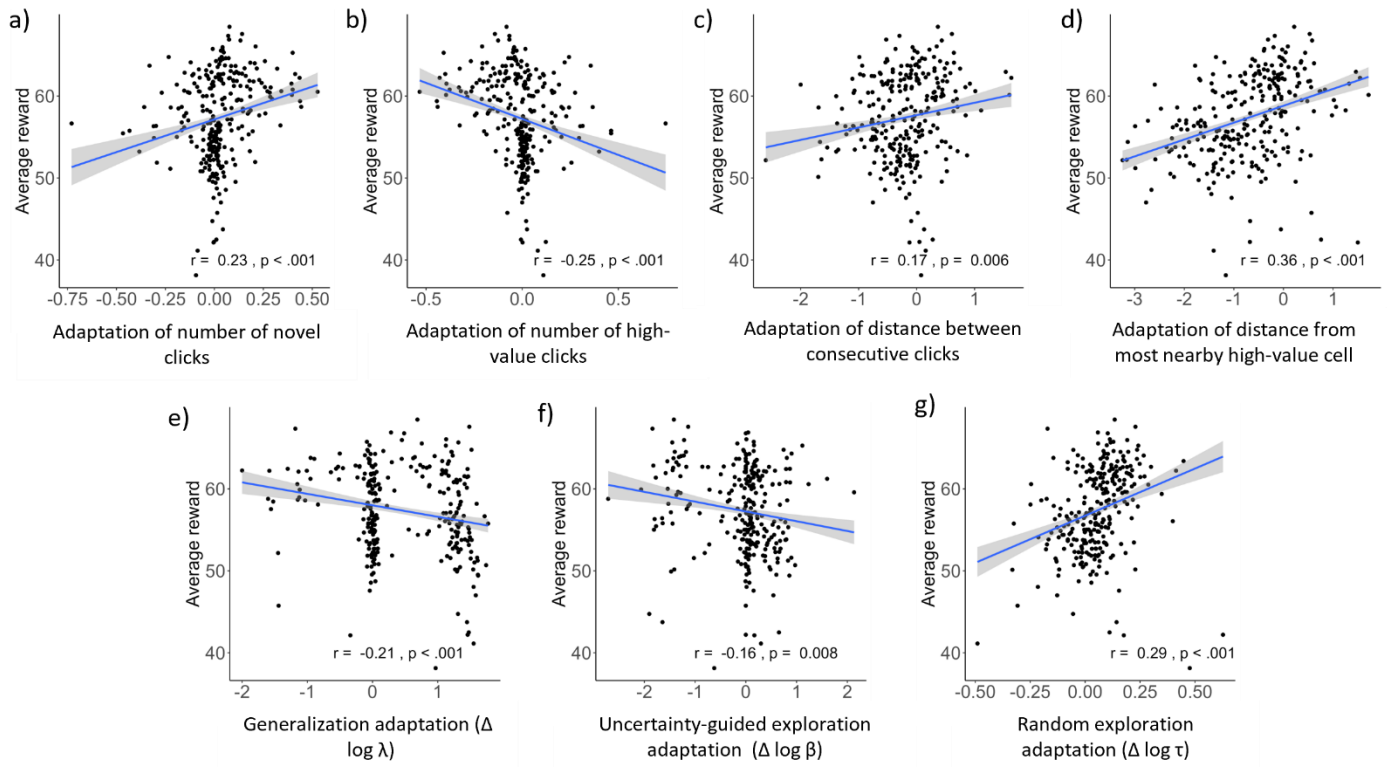 a)
b)
c)
d)
Average reward
60
50
40
r = 0.23 , p < .001
-0.75 -0.50 -0.25 0.00 0.25 0.50
Adaptation of number of novel
clicks
Average reward
60
50
40
r = -0.25 , p < .001
-0.5 0.0 0.5
Adaptation of number of high-
value clicks
Average reward
60
50
40
r = 0.17 , p = 0.006
-2 -1 0 1
Adaptation of distance between
consecutive clicks
Average reward
60
50
40
r = 0.36 , p < .001
-3 -2 -1 0 1
Adaptation of distance from
most nearby high-value cell
e)
f)
g)
Average reward
60
50
40
r = -0.21 , p < .001
-2 -1 0 1
Generalization adaptation (Δ
log λ)
Average reward
60
50
40
r = -0.16 , p = 0.008
-2 -1 0 1 2
Uncertainty-guided exploration
adaptation (Δ log β)
Average reward
60
50
40
r = 0.29 , p < .001
-0.50 -0.25 0.00 0.25 0.50
Random exploration
adaptation (Δ log τ)